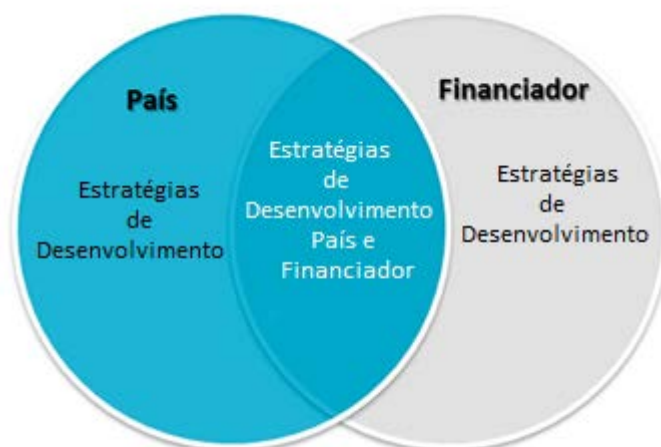 País
Estratégias
de
Desenvolvimento
Estratégias
de
Desenvolvimento
País e
Financiador
Financiador
Estratégias
de
Desenvolvimento